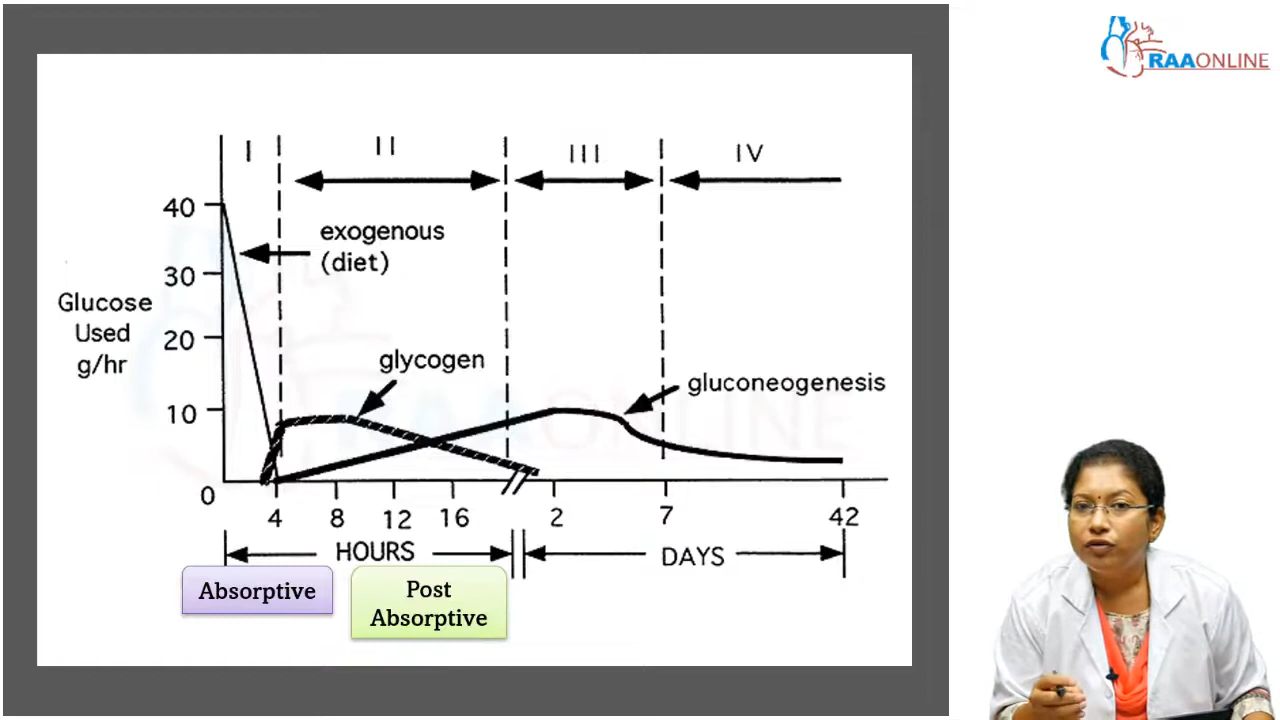 RAAONLINE
I
II
III
IV
40
exogenous
(diet)
30
Glucose
Used
g/hr
20
glycogen
gluconeogenesis
10
0
4
8
12
16
2
7
42
HOURS
DAYS
Absorptive
Post
Absorptive
RAAONLINE